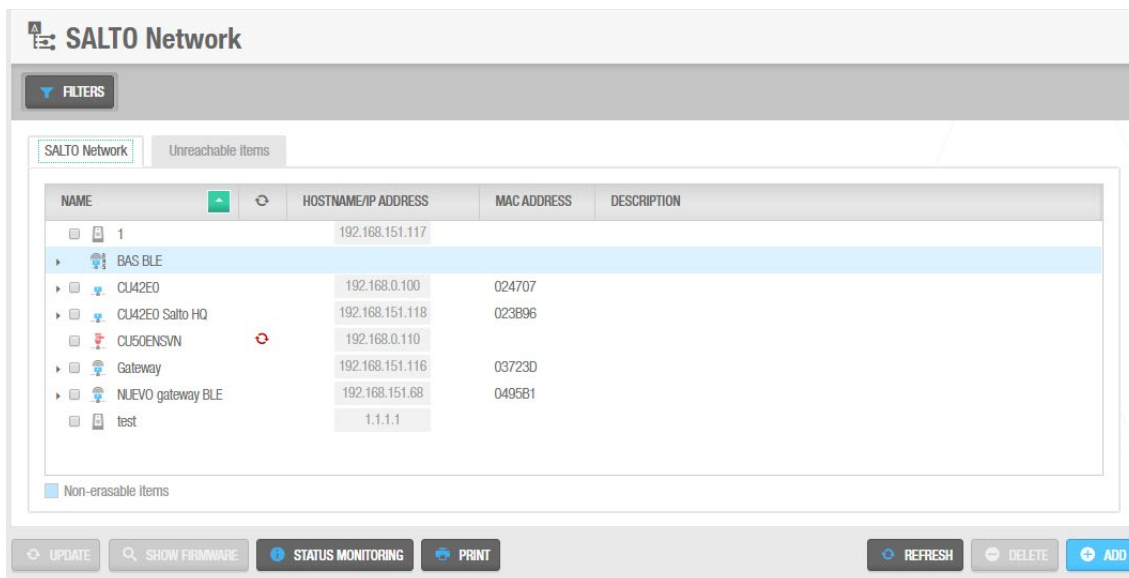 SALTO Network
FILTERS
SALTO Network Unreachable items
NAME HOSTNAME/IP ADDRESS MAC ADDRESS DESCRIPTION
1 192.168.151.117
BAS BLE
CU42E0 192.168.0.100 024707
CU42E0 Salto HQ 192.168.151.118 023B96
CU50ENSVN 192.168.0.110
Gateway 192.168.151.116 03723D
NUEVO gateway BLE 192.168.151.68 0495B1
test 1.1.1.1
Non-erasable items
UPDATE SHOW FIRMWARE STATUS MONITORING PRINT REFRESH DELETE ADD